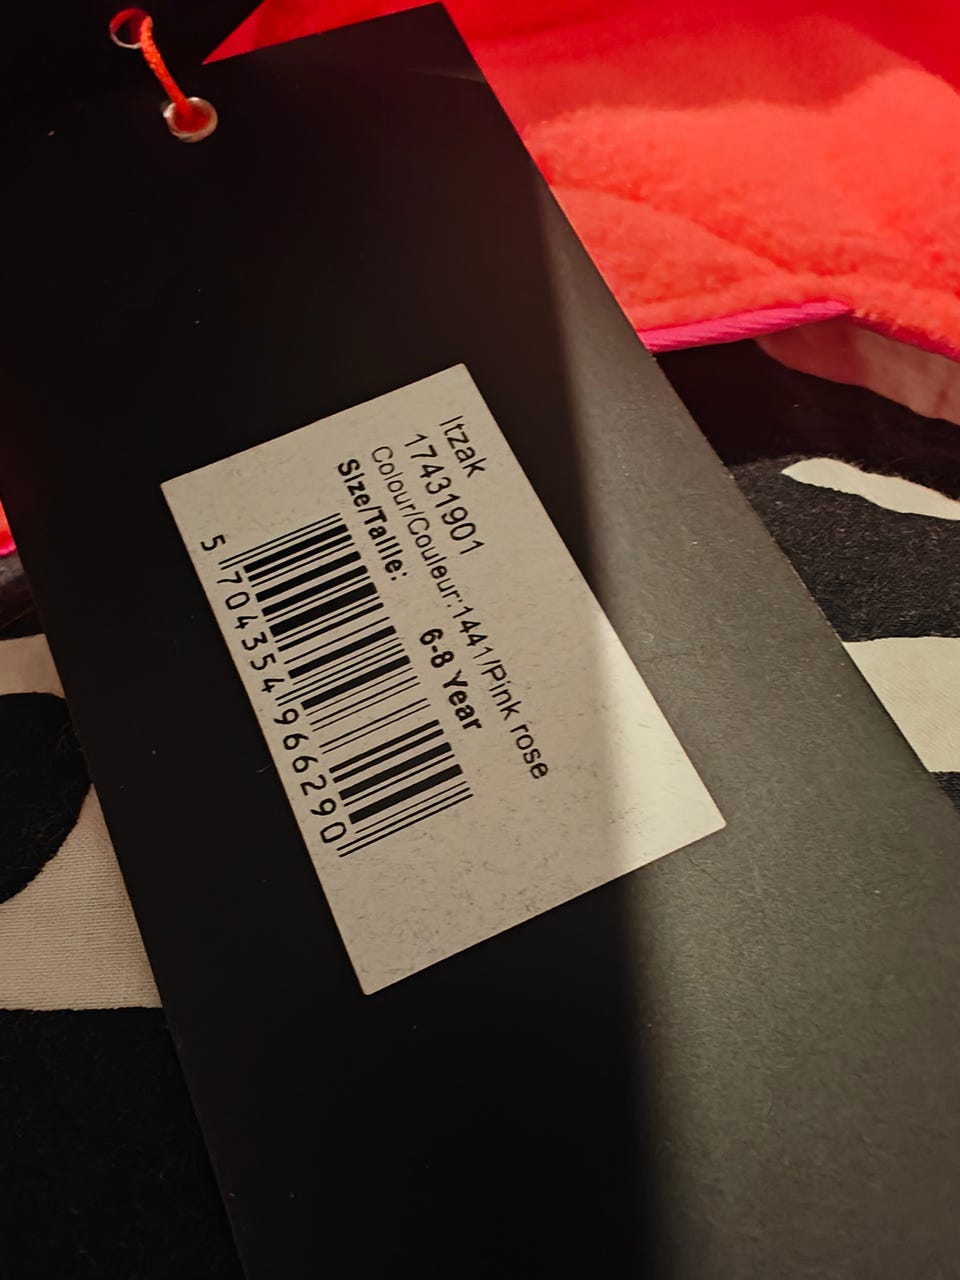 Itzak
17431901
Colour/Couleur:1441/Pink rose
Size/Taille: 6-8 Year
5 704354 966290